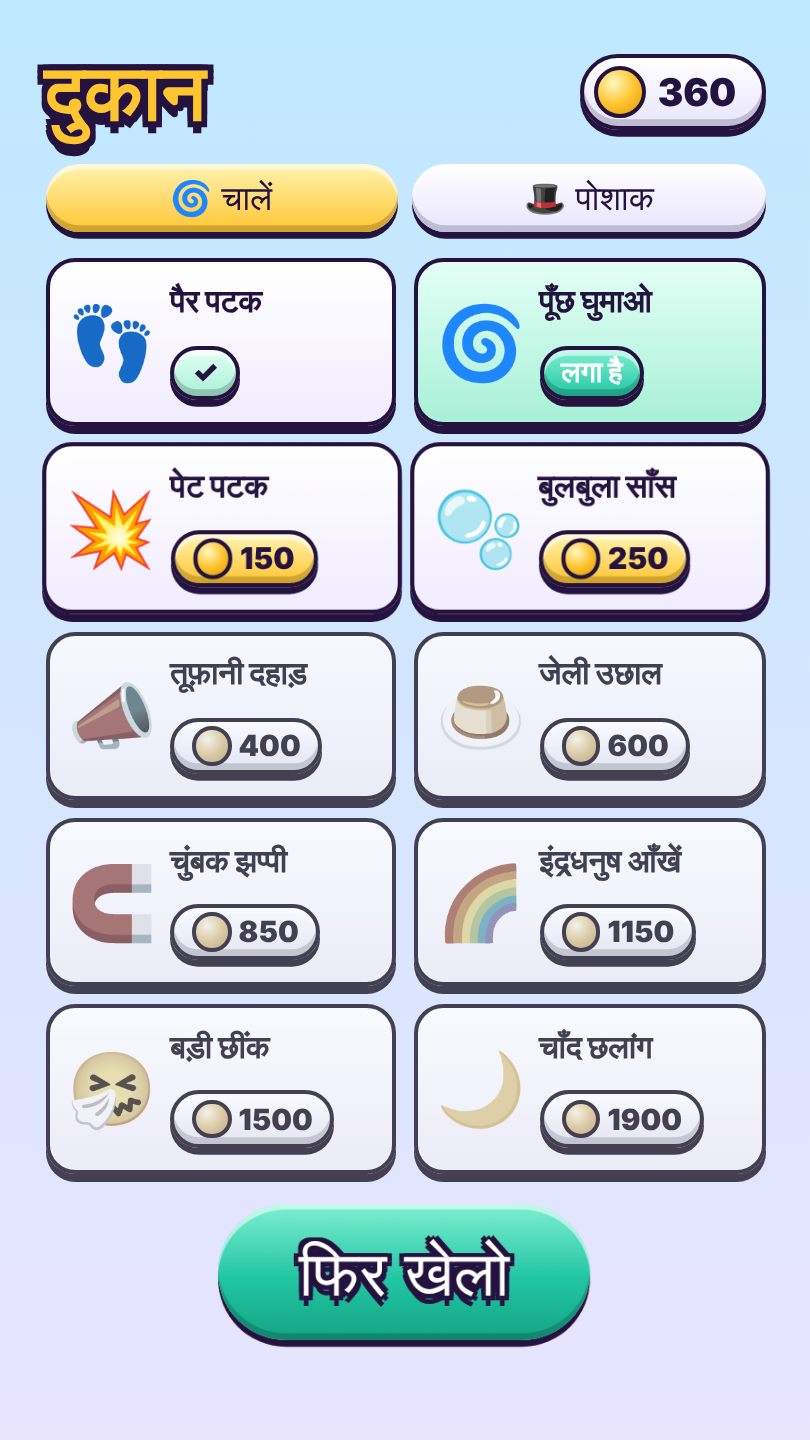 दुकान
360
चालें
पोशाक
पैर पटक
पूँछ घुमाओ
लगा है
पेट पटक
बुलबुला साँस
150
250
तूफ़ानी दहाड़
जेली उछाल
400
600
चुंबक झप्पी
इंद्रधनुष आँखें
850
1150
बड़ी छींक
चाँद छलांग
1500
1900
फिर खेलो